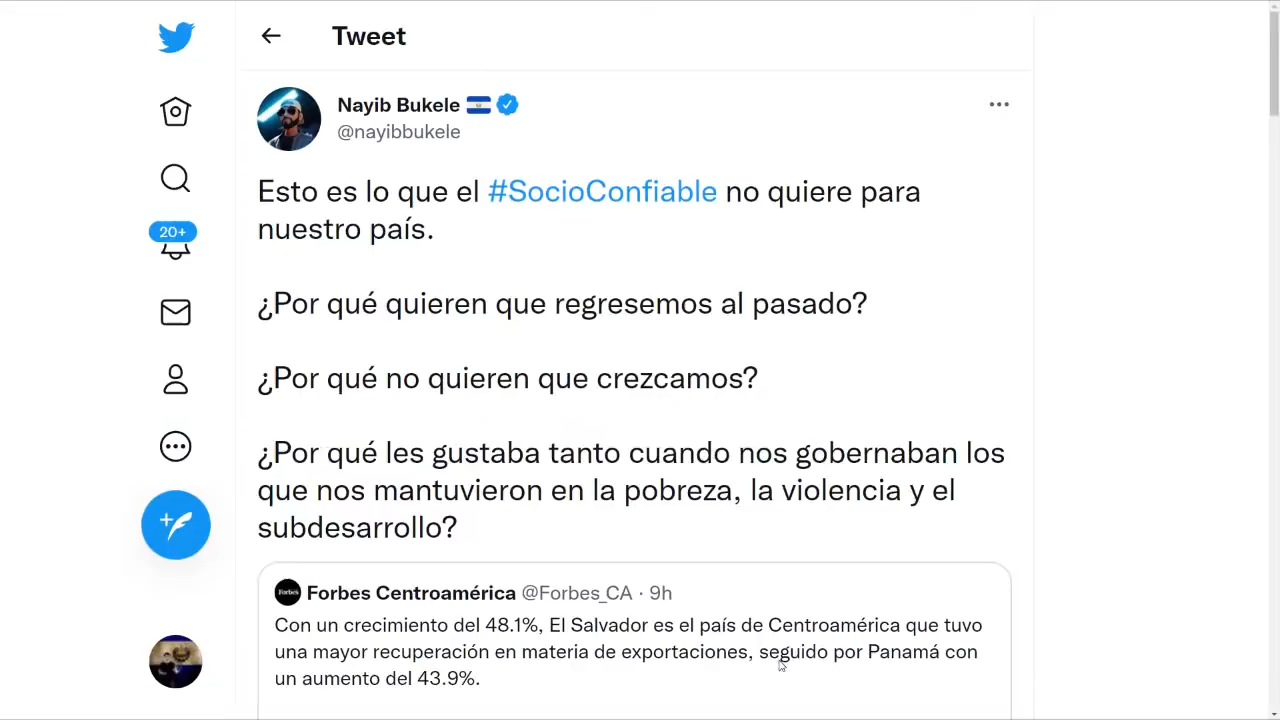 Tweet
Nayib Bukele
@nayibbukele
Esto es lo que el #SocioConfiable no quiere para
nuestro país.
¿Por qué quieren que regresemos al pasado?
¿Por qué no quieren que crezcamos?
¿Por qué les gustaba tanto cuando nos gobernaban los
que nos mantuvieron en la pobreza, la violencia y el
subdesarrollo?
20+
Forbes Forbes Centroamérica @Forbes_CA · 9h
Con un crecimiento del 48.1%, El Salvador es el país de Centroamérica que tuvo
una mayor recuperación en materia de exportaciones, seguido por Panamá con
un aumento del 43.9%.